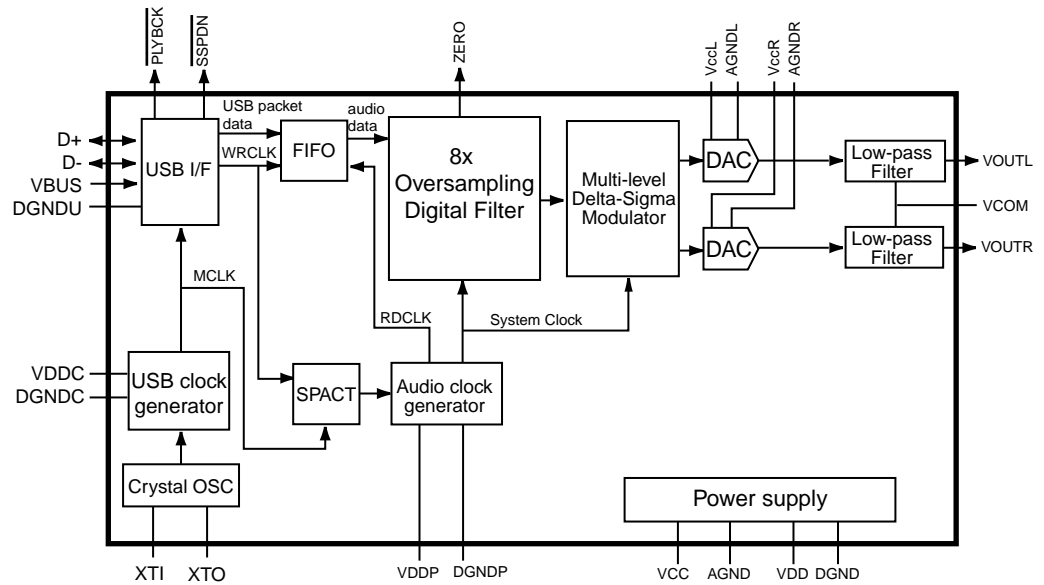 PLYBCK
SSPDN
ZERO
VccL
AGNDL
VccR
AGNDR
USB packet
data
audio
data
D+
D-
VBUS
DGNDU
USB I/F
WRCLK
FIFO
8x
Oversampling
Digital Filter
Multi-level
Delta-Sigma
Modulator
DAC
DAC
Low-pass
Filter
Low-pass
Filter
VOUTL
VCOM
VOUTR
MCLK
RDCLK
System Clock
VDDC
DGNDC
USB clock
generator
SPACT
Audio clock
generator
Crystal OSC
Power supply
XTI
XTO
VDDP
DGNDP
VCC
AGND
VDD
DGND